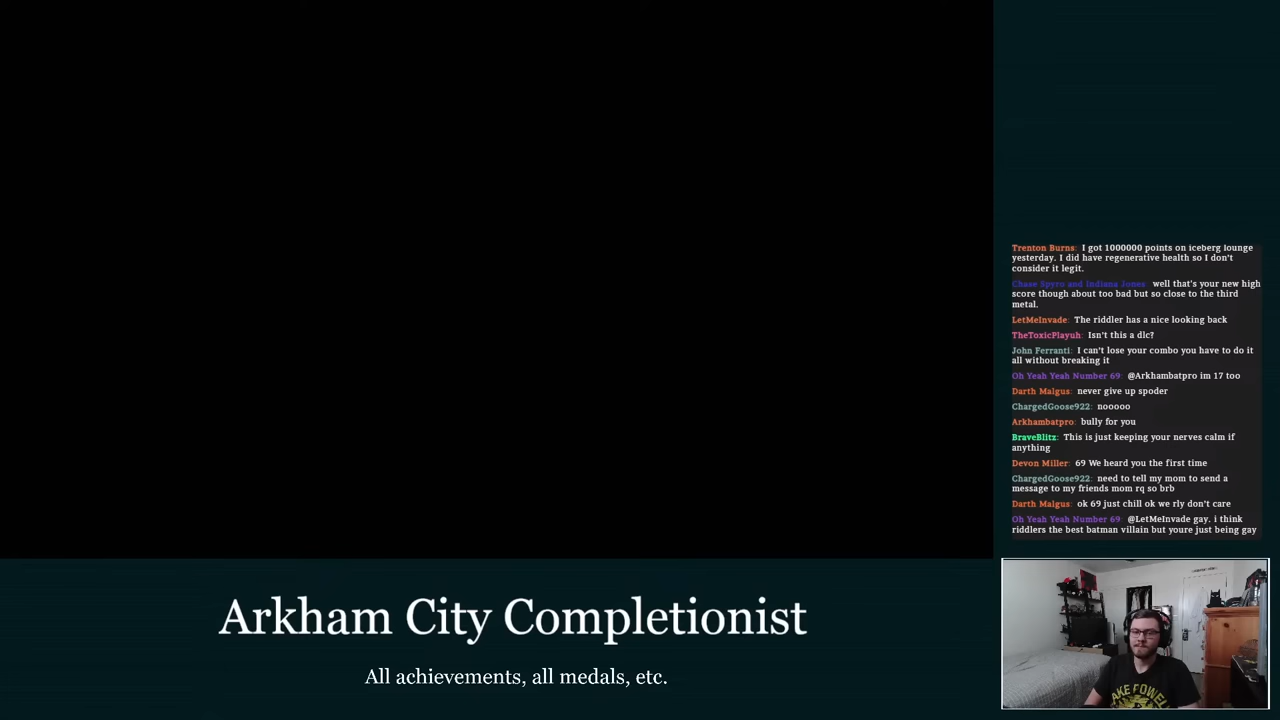 Trenton Burns: I got 1000000 points on iceberg lounge
yesterday. I did have regenerative health so I don't
consider it legit.
Chase Spyro and Indiana Jones: well that's your new high
score though about too bad but so close to the third
metal.
LetMeInvade: The riddler has a nice looking back
TheToxicPlayuh: Isn't this a dlc?
John Ferranti: I can't lose your combo you have to do it
all without breaking it
Oh Yeah Yeah Number 69: @Arkhambatpro im 17 too
Darth Malgus: never give up spoder
ChargedGoose922: nooooo
Arkhambatpro: bully for you
BraveBlitz: This is just keeping your nerves calm if
anything
Devon Miller: 69 We heard you the first time
ChargedGoose922: need to tell my mom to send a
message to my friends mom rq so brb
Darth Malgus: ok 69 just chill ok we rly don't care
Oh Yeah Yeah Number 69: @LetMeInvade gay. i think
riddlers the best batman villain but youre just being gay
Arkham City Completionist
All achievements, all medals, etc.